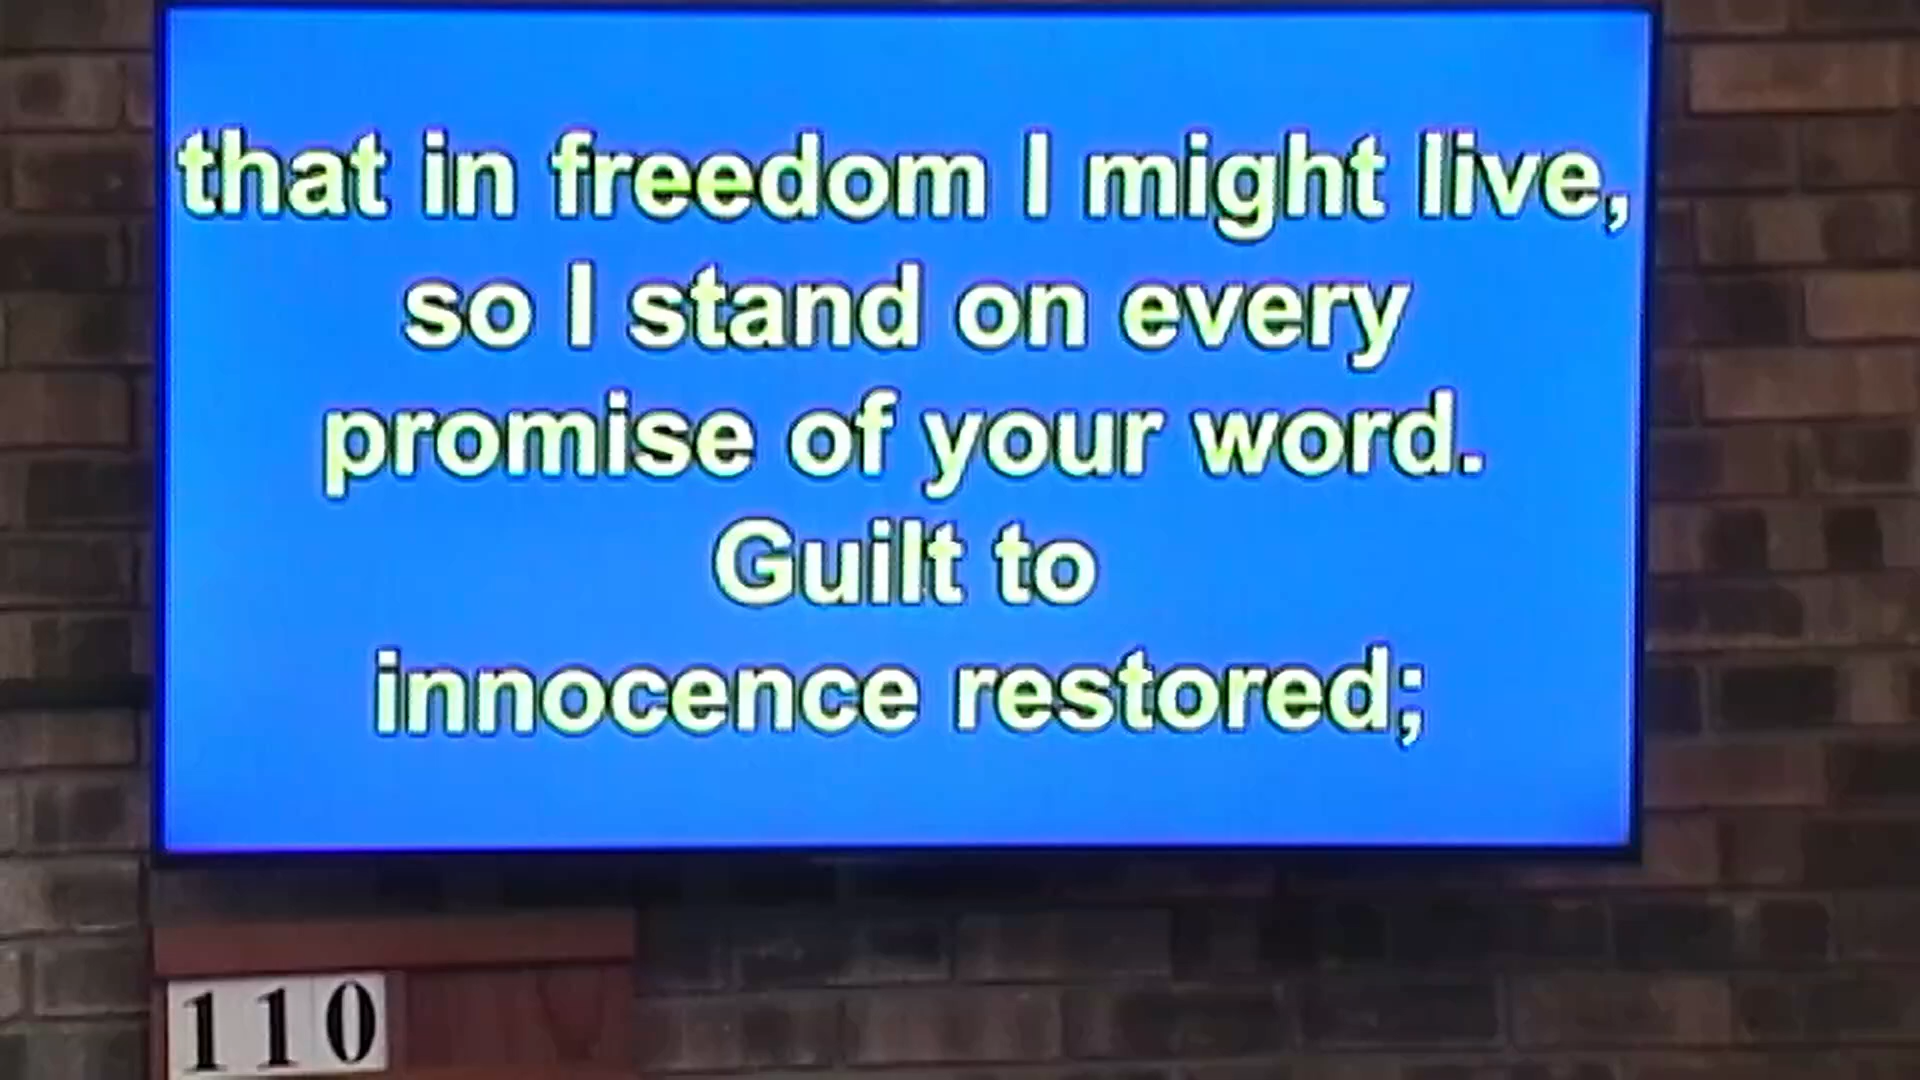 that in freedom I might live,
so I stand on every
promise of your word.
Guilt to
innocence restored;
110